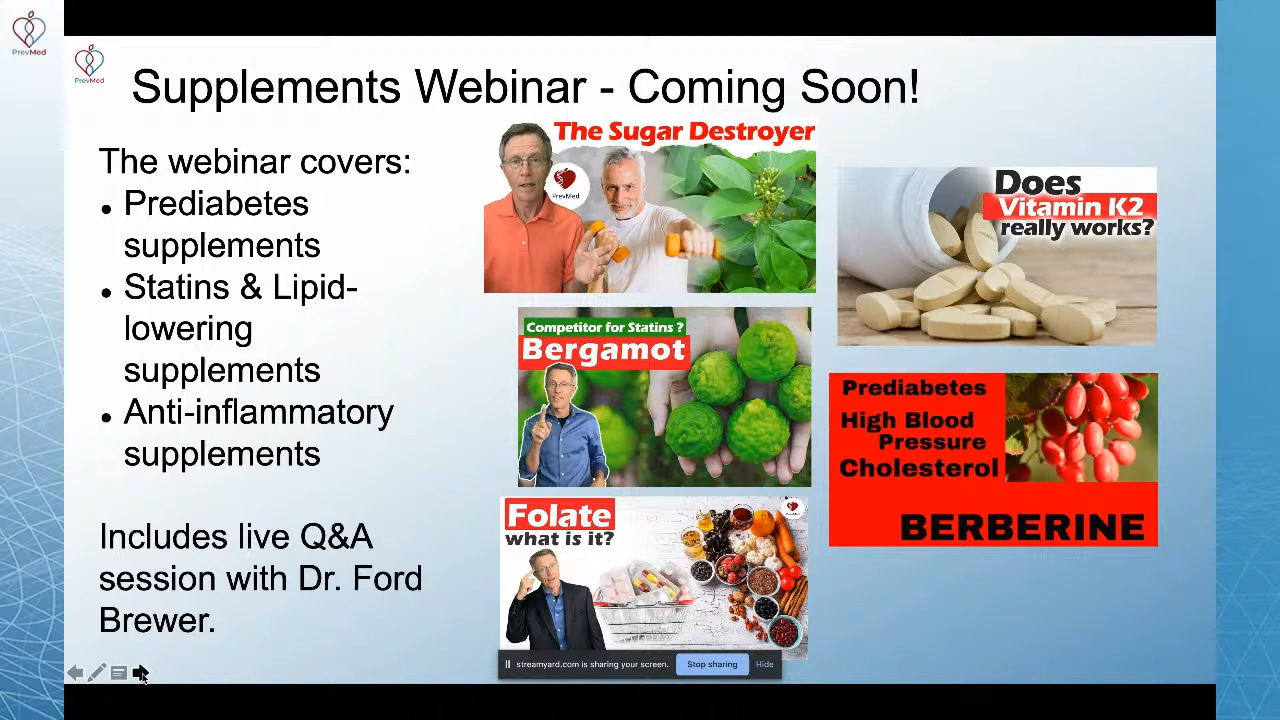 PrevMed
PrevMed
Supplements Webinar - Coming Soon!
The webinar covers:
Prediabetes
supplements
Statins & Lipid-
lowering
supplements
Anti-inflammatory
supplements
Includes live Q&A
session with Dr. Ford
Brewer.
The Sugar Destroyer
PrevMed
Does
Vitamin K2
really works?
Competitor for Statins ?
Bergamot
Prediabetes
High Blood
Pressure
Cholesterol
BERBERINE
Folate
what is it?
PrevMed
streamyard.com is sharing your screen.
Stop sharing
Hide